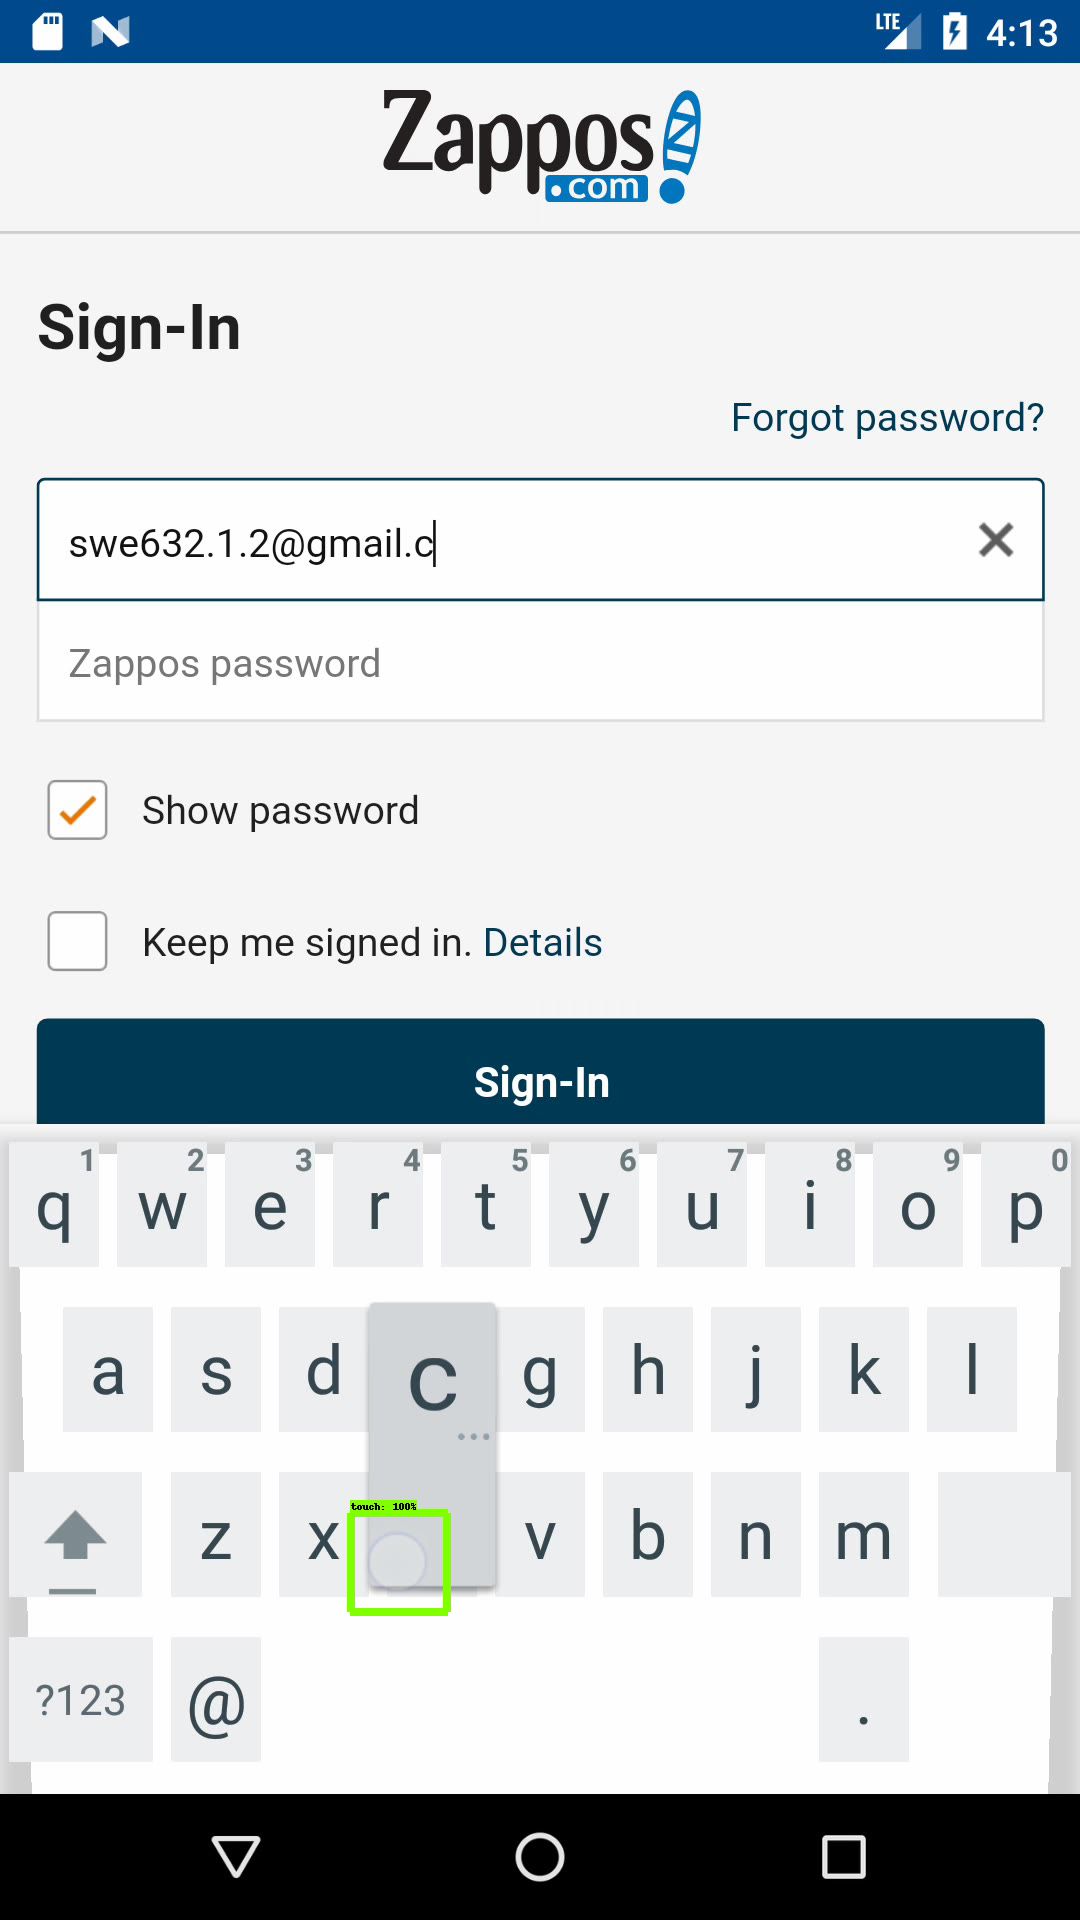 LTE 4:13
Zappos
.com
Sign-In
Forgot password?
swe632.1.2@gmail.c
Zappos password
Show password
Keep me signed in. Details
Sign-In
1 2 3 4 5 6 7 8 9 0
q w e r t y u i o p
a s d c g h j k l
touch: 100%
z x v b n m
?123 @ .